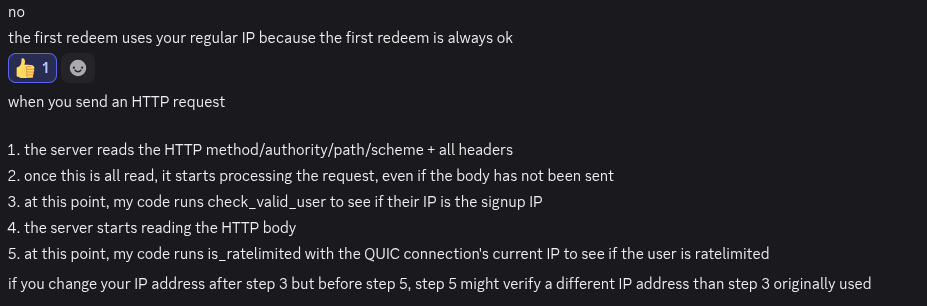 no
the first redeem uses your regular IP because the first redeem is always ok
👍 1
when you send an HTTP request
1. the server reads the HTTP method/authority/path/scheme + all headers
2. once this is all read, it starts processing the request, even if the body has not been sent
3. at this point, my code runs check_valid_user to see if their IP is the signup IP
4. the server starts reading the HTTP body
5. at this point, my code runs is_ratelimited with the QUIC connection's current IP to see if the user is ratelimited
if you change your IP address after step 3 but before step 5, step 5 might verify a different IP address than step 3 originally used